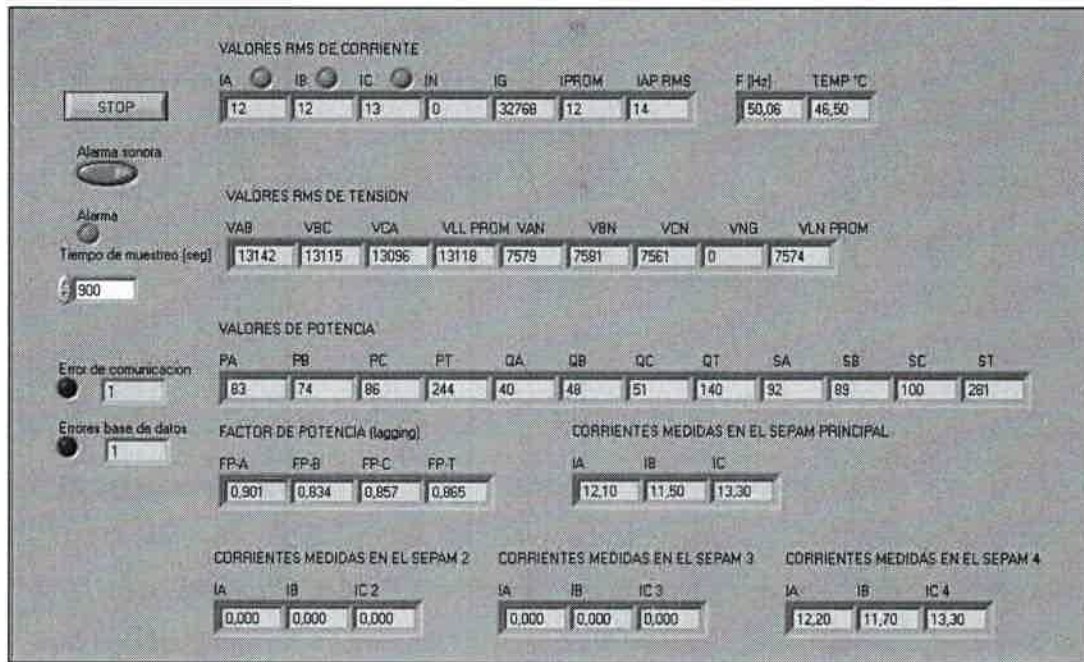 VALORES RMS DE CORRIENTE
IA IB IC IN IG IPROM IAP RMS F [Hz] TEMP °C
STOP 12 12 13 0 32768 12 14 50,06 46,50
Alarma sonora
VALORES RMS DE TENSION
Alarma VAB VBC VCA VLL PROM VAN VBN VCN VNG VLN PROM
Tiempo de muestreo [seg] 13142 13115 13096 13118 7579 7581 7561 0 7574
900
VALORES DE POTENCIA
Error de comunicación PA PB PC PT QA QB QC QT SA SB SC ST
1 83 74 86 244 40 48 51 140 92 89 100 281
Errores base de datos FACTOR DE POTENCIA (lagging) CORRIENTES MEDIDAS EN EL SEPAM PRINCIPAL
1 FP-A FP-B FP-C FP-T IA IB IC
0,901 0,834 0,857 0,865 12,10 11,50 13,30
CORRIENTES MEDIDAS EN EL SEPAM 2 CORRIENTES MEDIDAS EN EL SEPAM 3 CORRIENTES MEDIDAS EN EL SEPAM 4
IA IB IC 2 IA IB IC 3 IA IB IC 4
0,000 0,000 0,000 0,000 0,000 0,000 12,20 11,70 13,30